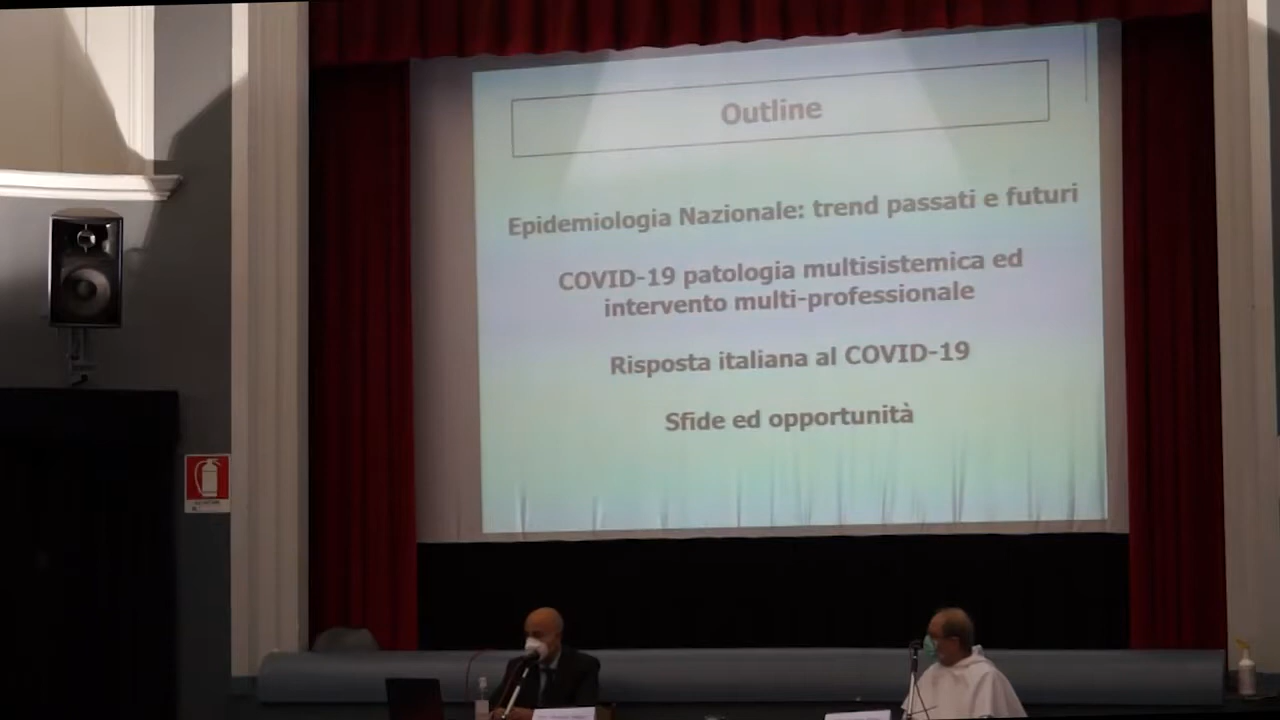 Outline
Epidemiologia Nazionale: trend passati e futuri
COVID-19 patologia multisistemica ed
intervento multi-professionale
Risposta italiana al COVID-19
Sfide ed opportunità